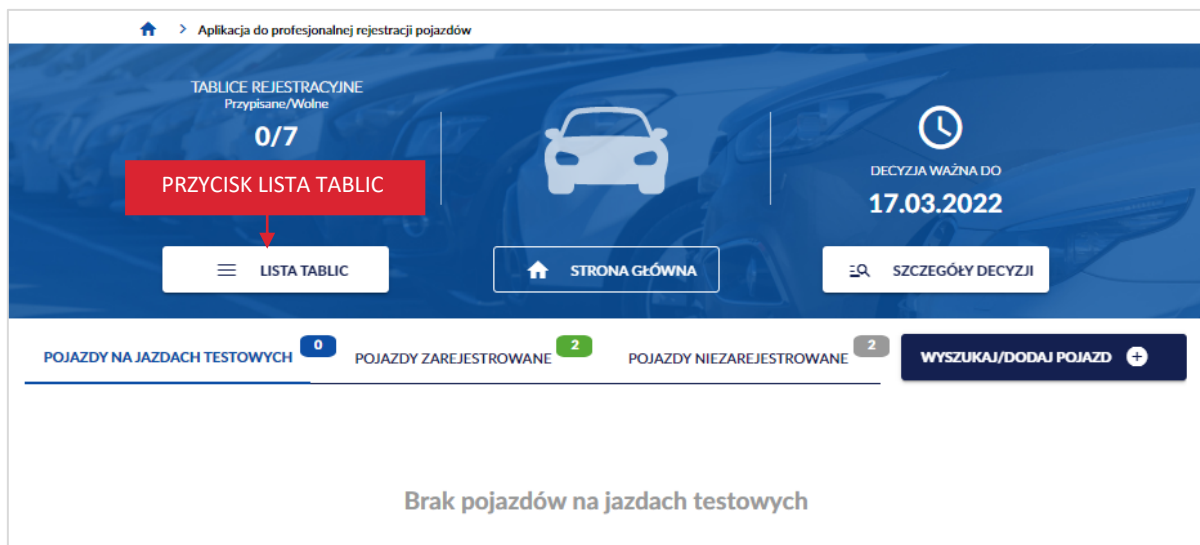 > Aplikacja do profesjonalnej rejestracji pojazdów
TABLICE REJESTRACYJNE
Przypisane/Wolne
0/7
PRZYCISK LISTA TABLIC
DECYZJA WAŻNA DO
17.03.2022
LISTA TABLIC
STRONA GŁÓWNA
SZCZEGÓŁY DECYZJI
POJAZDY NA JAZDACH TESTOWYCH 0
POJAZDY ZAREJESTROWANE 2
POJAZDY NIEZAREJESTROWANE 2
WYSZUKAJ/DODAJ POJAZD
Brak pojazdów na jazdach testowych